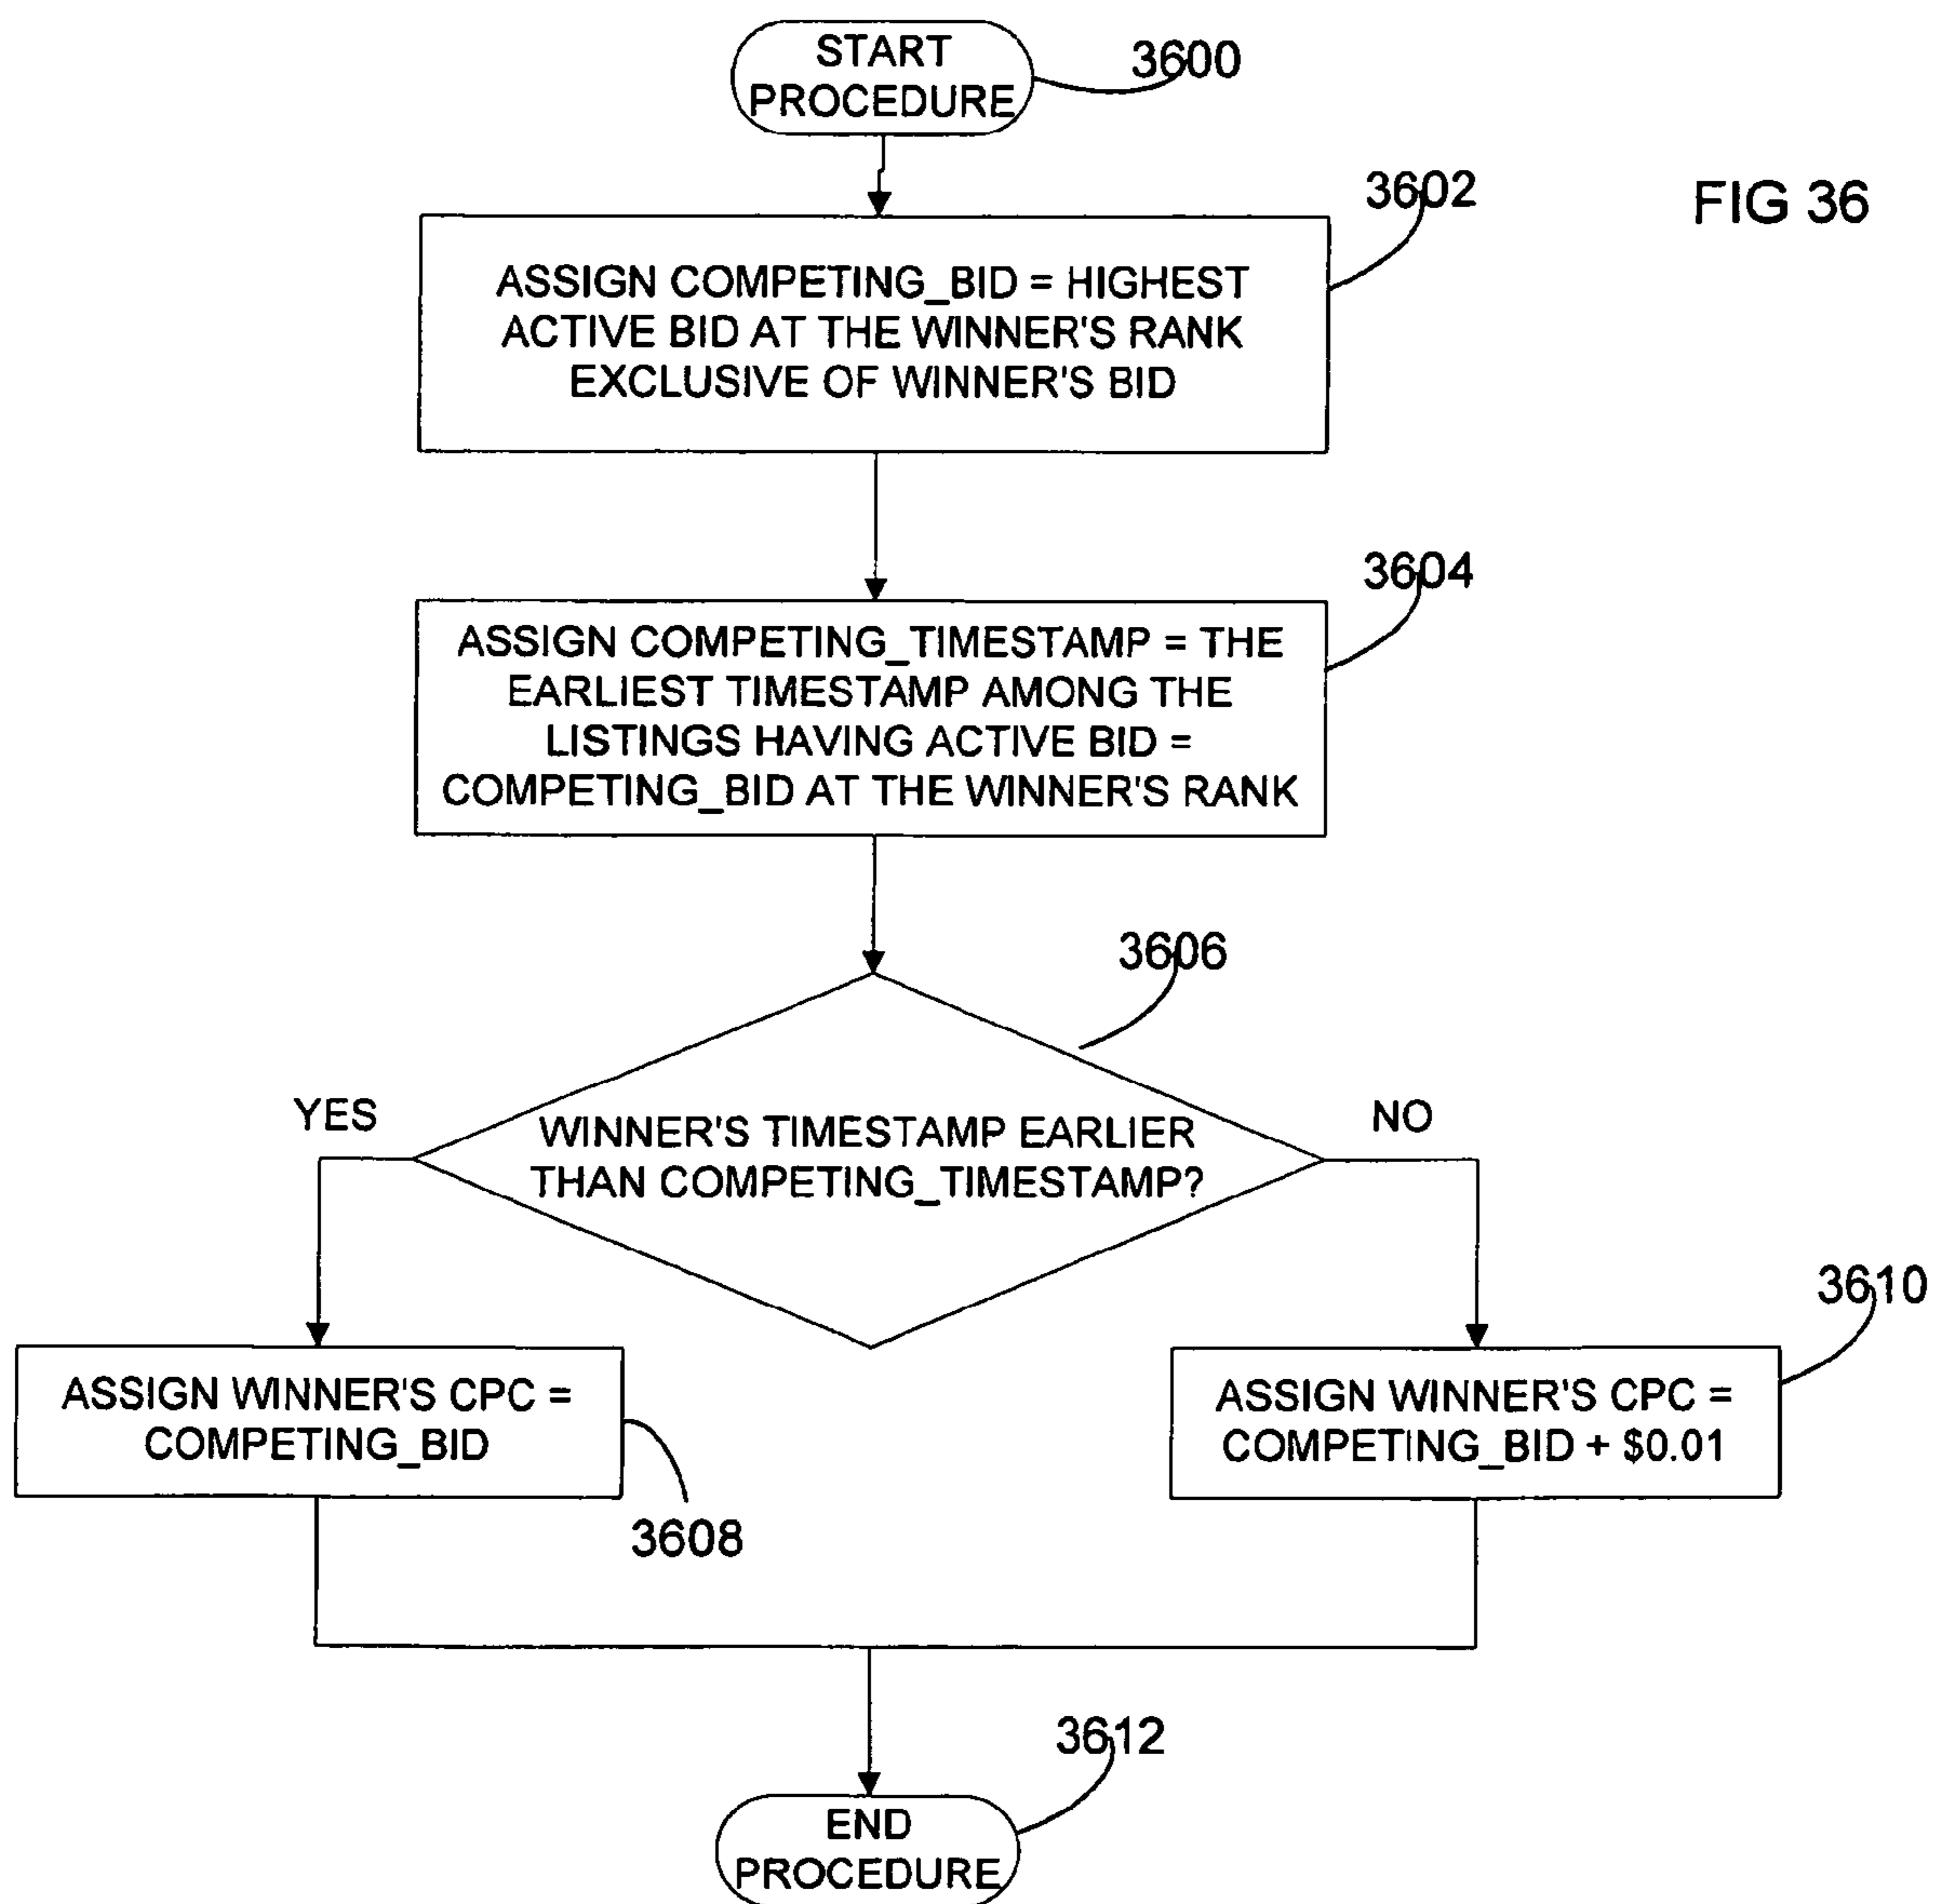 START
PROCEDURE
3600
3602
FIG 36
ASSIGN COMPETING_BID = HIGHEST
ACTIVE BID AT THE WINNER'S RANK
EXCLUSIVE OF WINNER'S BID
3604
ASSIGN COMPETING_TIMESTAMP = THE
EARLIEST TIMESTAMP AMONG THE
LISTINGS HAVING ACTIVE BID =
COMPETING_BID AT THE WINNER'S RANK
3606
YES
NO
WINNER'S TIMESTAMP EARLIER
THAN COMPETING_TIMESTAMP?
3610
ASSIGN WINNER'S CPC =
COMPETING_BID
3608
ASSIGN WINNER'S CPC =
COMPETING_BID + $0.01
3612
END
PROCEDURE